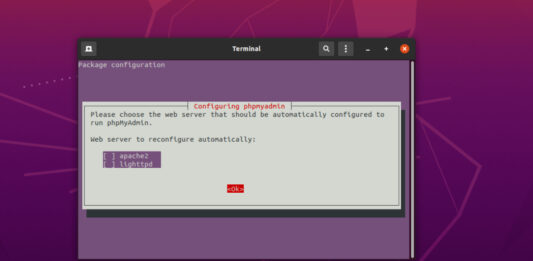 Terminal
Package configuration
Configuring phpmyadmin
Please choose the web server that should be automatically configured to
run phpMyAdmin.
Web server to reconfigure automatically:
[ ] apache2
[ ] lighttpd
<Ok>